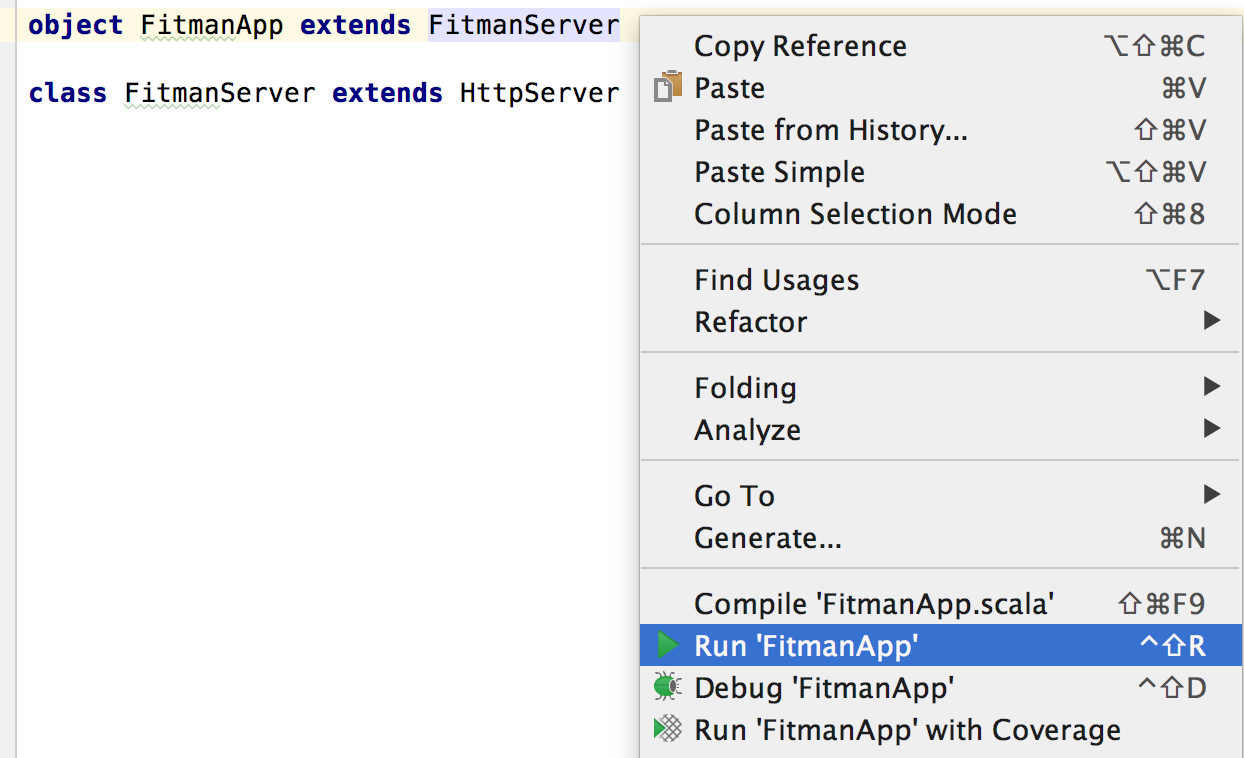 object FitmanApp extends FitmanServer
class FitmanServer extends HttpServer
Copy Reference ⌥⇧⌘C
Paste ⌘V
Paste from History... ⇧⌘V
Paste Simple ⌥⇧⌘V
Column Selection Mode ⇧⌘8
Find Usages ⌥F7
Refactor ▶
Folding ▶
Analyze ▶
Go To ▶
Generate... ⌘N
Compile 'FitmanApp.scala' ⇧⌘F9
Run 'FitmanApp' ^⇧R
Debug 'FitmanApp' ^⇧D
Run 'FitmanApp' with Coverage